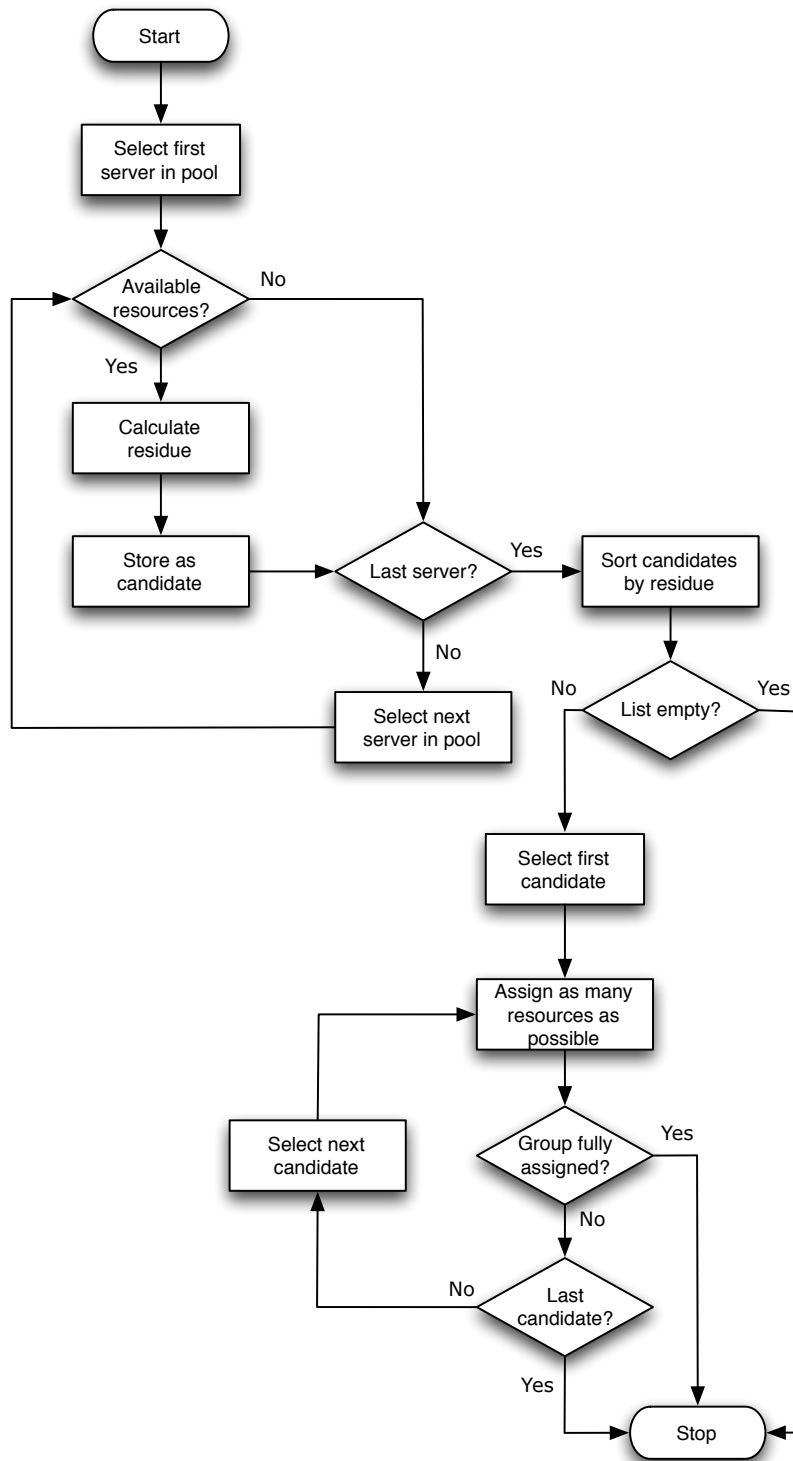 Start
Select first
server in pool
Available
resources?
No
Yes
Calculate
residue
Store as
candidate
Last server?
Yes
Sort candidates
by residue
No
Select next
server in pool
No
List empty?
Yes
Select first
candidate
Assign as many
resources as
possible
Select next
candidate
Group fully
assigned?
Yes
No
No
Last
candidate?
Yes
Stop